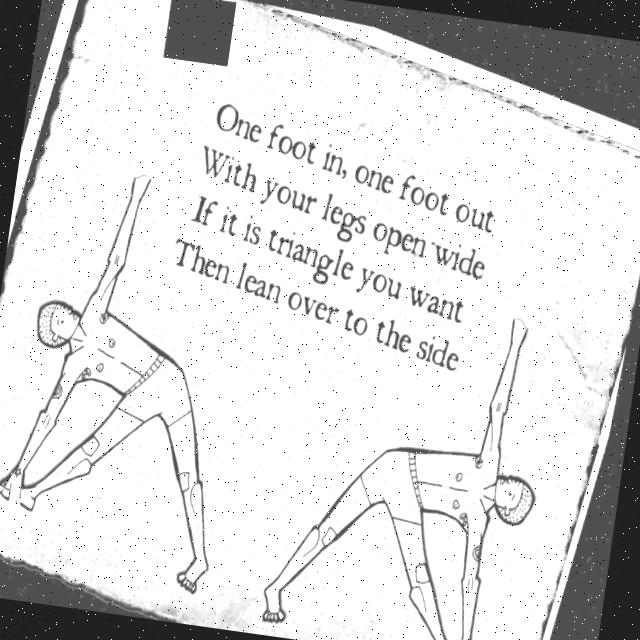 One foot in, one foot out
With your legs open wide
If it is triangle you want
Then lean over to the side